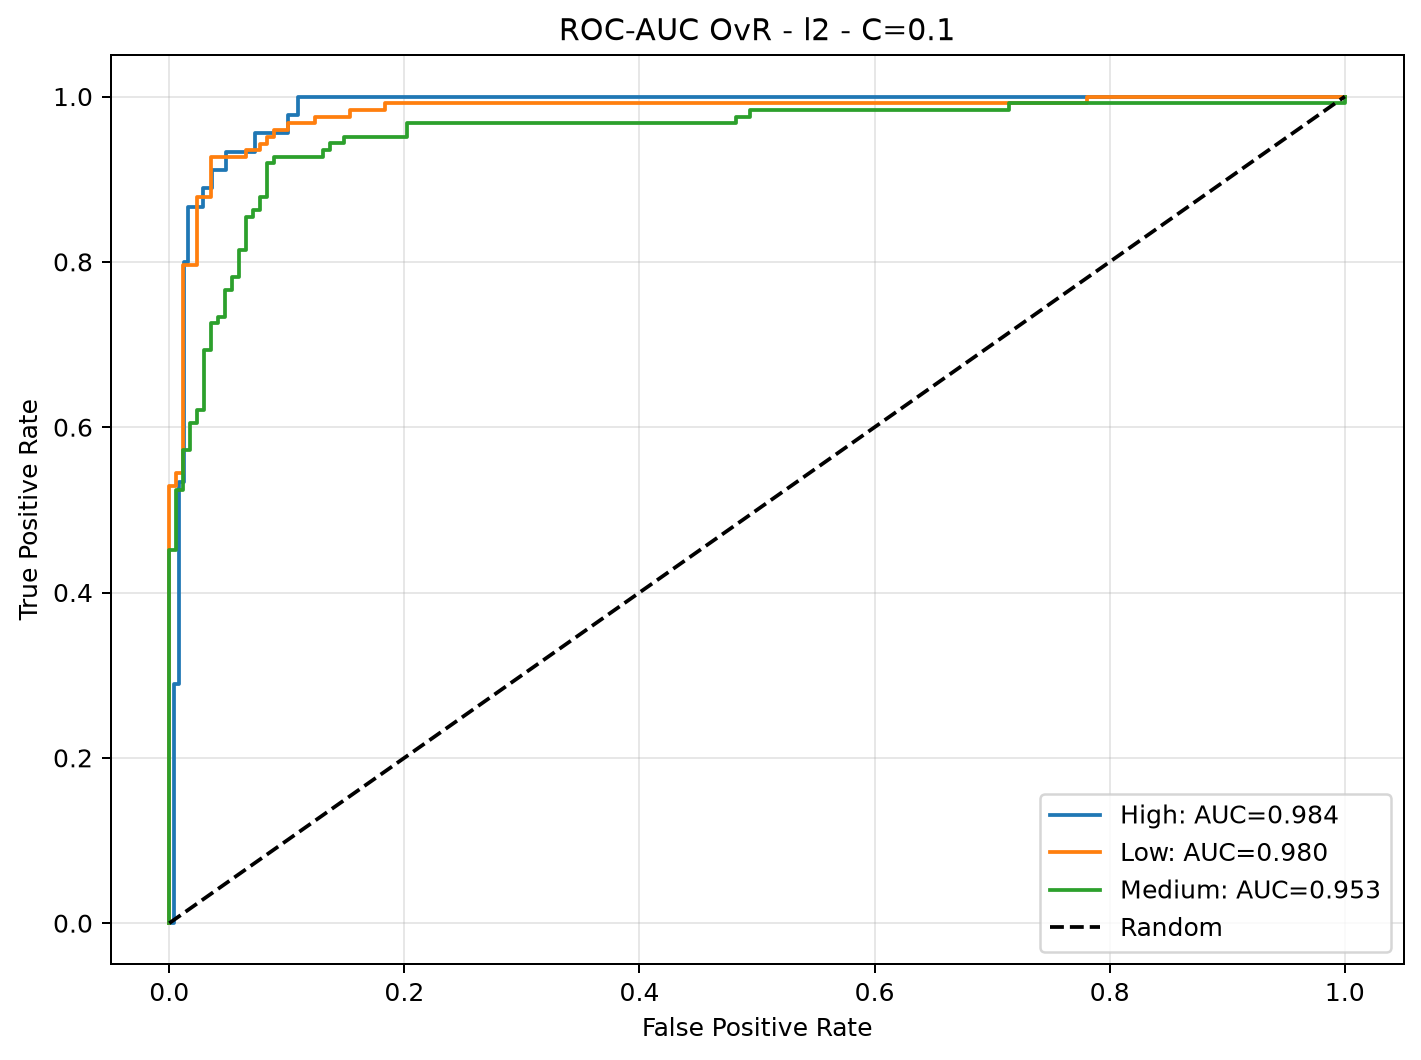 ROC-AUC OvR - l2 - C=0.1
1.0
0.8
0.6
0.4
0.2
0.0
True Positive Rate
0.0 0.2 0.4 0.6 0.8 1.0
False Positive Rate
High: AUC=0.984
Low: AUC=0.980
Medium: AUC=0.953
Random